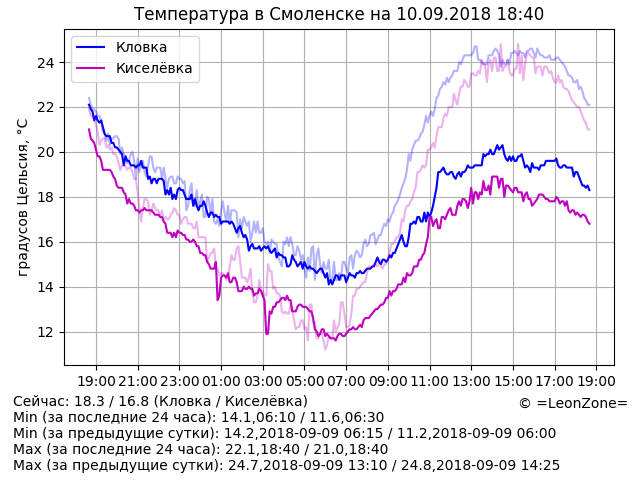 Температура в Смоленске на 10.09.2018 18:40
Кловка
Киселёвка
градусов Цельсия, °C
24
22
20
18
16
14
12
19:00 21:00 23:00 01:00 03:00 05:00 07:00 09:00 11:00 13:00 15:00 17:00 19:00
Сейчас: 18.3 / 16.8 (Кловка / Киселёвка)
© =LeonZone=
Min (за последние 24 часа): 14.1,06:10 / 11.6,06:30
Min (за предыдущие сутки): 14.2,2018-09-09 06:15 / 11.2,2018-09-09 06:00
Max (за последние 24 часа): 22.1,18:40 / 21.0,18:40
Max (за предыдущие сутки): 24.7,2018-09-09 13:10 / 24.8,2018-09-09 14:25